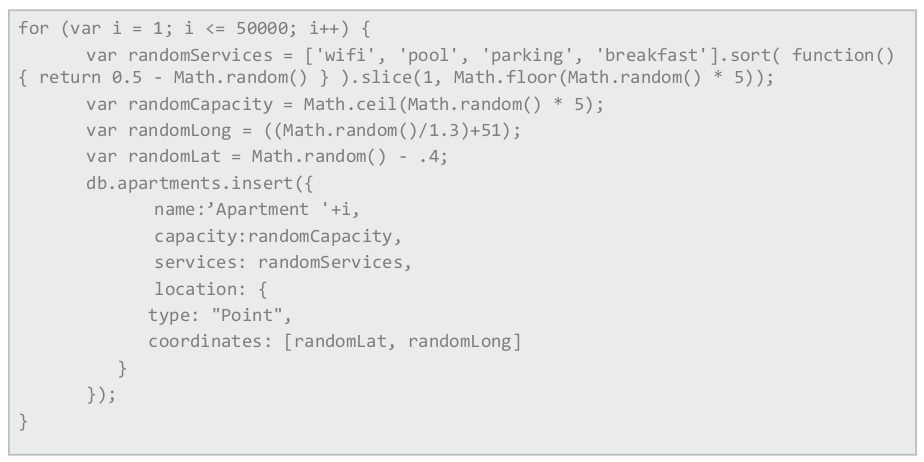 for (var i = 1; i <= 50000; i++) {
var randomServices = ['wifi', 'pool', 'parking', 'breakfast'].sort( function()
{ return 0.5 - Math.random() } ).slice(1, Math.floor(Math.random() * 5));
var randomCapacity = Math.ceil(Math.random() * 5);
var randomLong = ((Math.random()/1.3)+51);
var randomLat = Math.random() - .4;
db.apartments.insert({
name:’Apartment '+i,
capacity:randomCapacity,
services: randomServices,
location: {
type: "Point",
coordinates: [randomLat, randomLong]
}
});
}